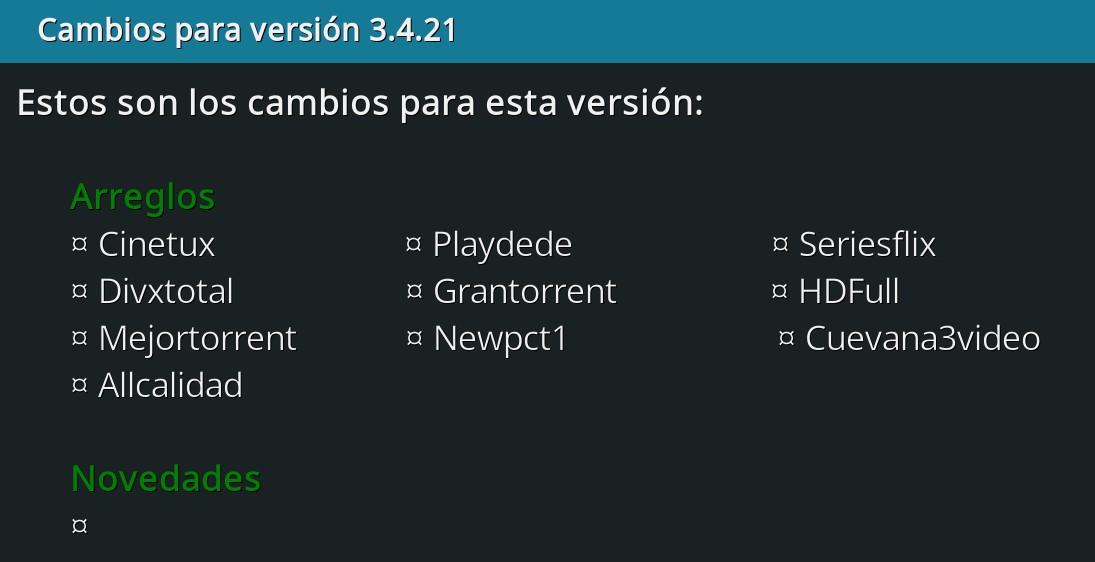 Cambios para versión 3.4.21
Estos son los cambios para esta versión:
Arreglos
¤ Cinetux ¤ Playdede ¤ Seriesflix
¤ Divxtotal ¤ Grantorrent ¤ HDFull
¤ Mejortorrent ¤ Newpct1 ¤ Cuevana3video
¤ Allcalidad
Novedades
¤